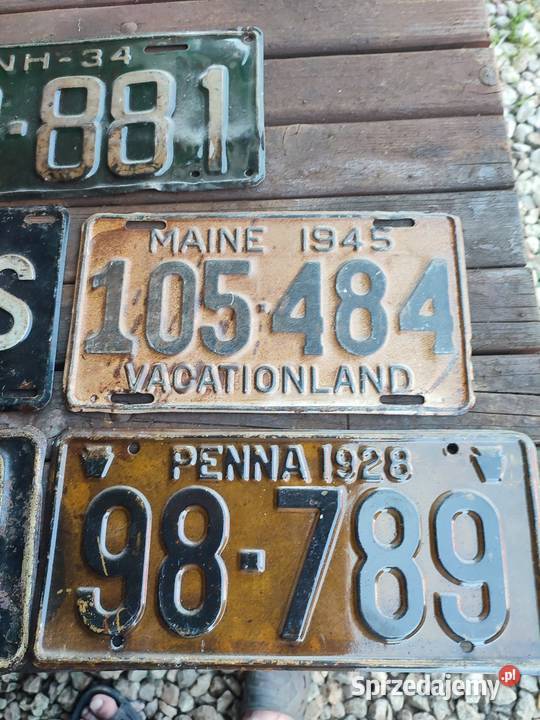 NH-34
-881
S
MAINE 1945
105·484
VACATIONLAND
PENNA 1928
98-789
Sprzedajemy.pl